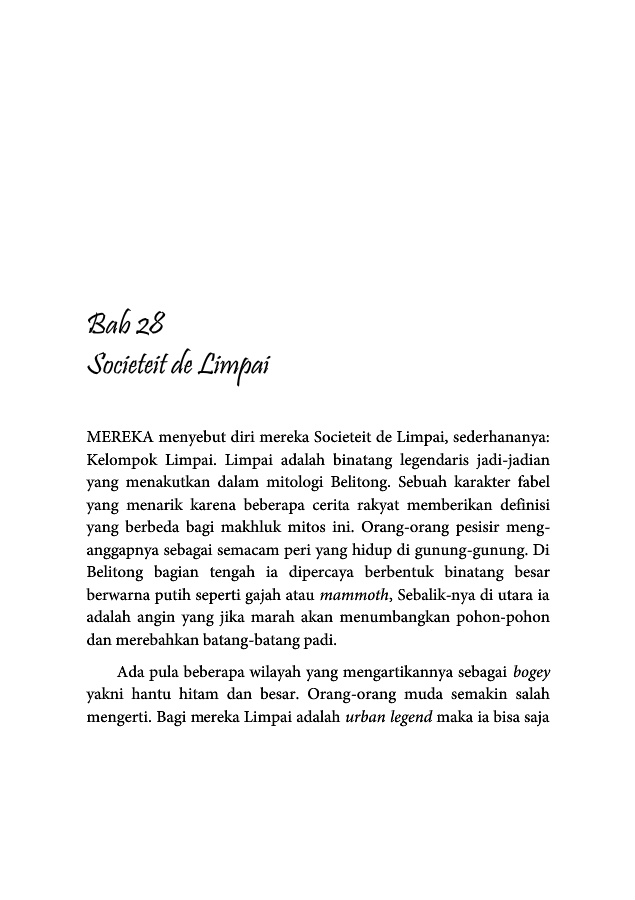 Bab 28
Societeit de Limpai
MEREKA menyebut diri mereka Societeit de Limpai, sederhananya:
Kelompok Limpai. Limpai adalah binatang legendaris jadi-jadian
yang menakutkan dalam mitologi Belitong. Sebuah karakter fabel
yang menarik karena beberapa cerita rakyat memberikan definisi
yang berbeda bagi makhluk mitos ini. Orang-orang pesisir meng-
anggapnya sebagai semacam peri yang hidup di gunung-gunung. Di
Belitong bagian tengah ia dipercaya berbentuk binatang besar
berwarna putih seperti gajah atau mammoth, Sebalik-nya di utara ia
adalah angin yang jika marah akan menumbangkan pohon-pohon
dan merebahkan batang-batang padi.
Ada pula beberapa wilayah yang mengartikannya sebagai bogey
yakni hantu hitam dan besar. Orang-orang muda semakin salah
mengerti. Bagi mereka Limpai adalah urban legend maka ia bisa saja